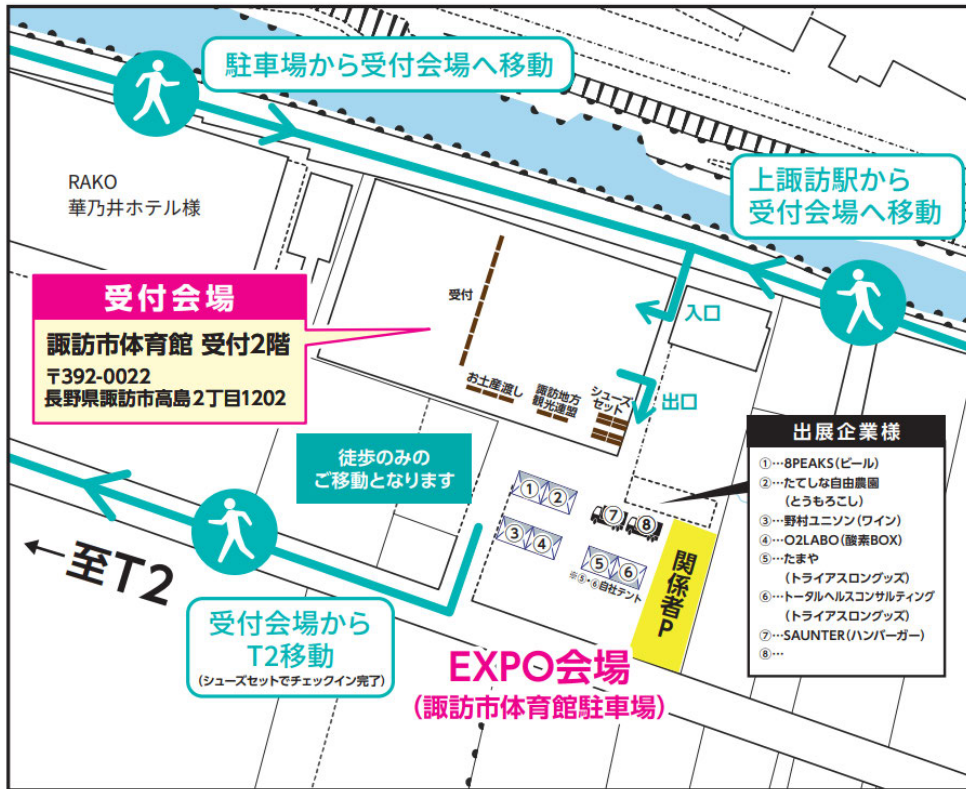 駐車場から受付会場へ移動
RAKO
華乃井ホテル様
上諏訪駅から
受付会場へ移動
受付会場
諏訪市体育館 受付2階
〒392-0022
長野県諏訪市高島2丁目1202
受付
入口
お土産渡し
諏訪地方
観光連盟
シューズ
セット
出口
徒歩のみの
ご移動となります
①
②
③
④
⑤
⑥
⑦
⑧
※⑤・⑥自社テント
関係者P
出展企業様
①…8PEAKS(ビール)
②…たてしな自由農園
(とうもろこし)
③…野村ユニソン(ワイン)
④…O2LABO(酸素BOX)
⑤…たまや
(トライアスロングッズ)
⑥…トータルヘルスコンサルティング
(トライアスロングッズ)
⑦…SAUNTER(ハンバーガー)
⑧…
←至T2
受付会場から
T2移動
(シューズセットでチェックイン完了)
EXPO会場
(諏訪市体育館駐車場)